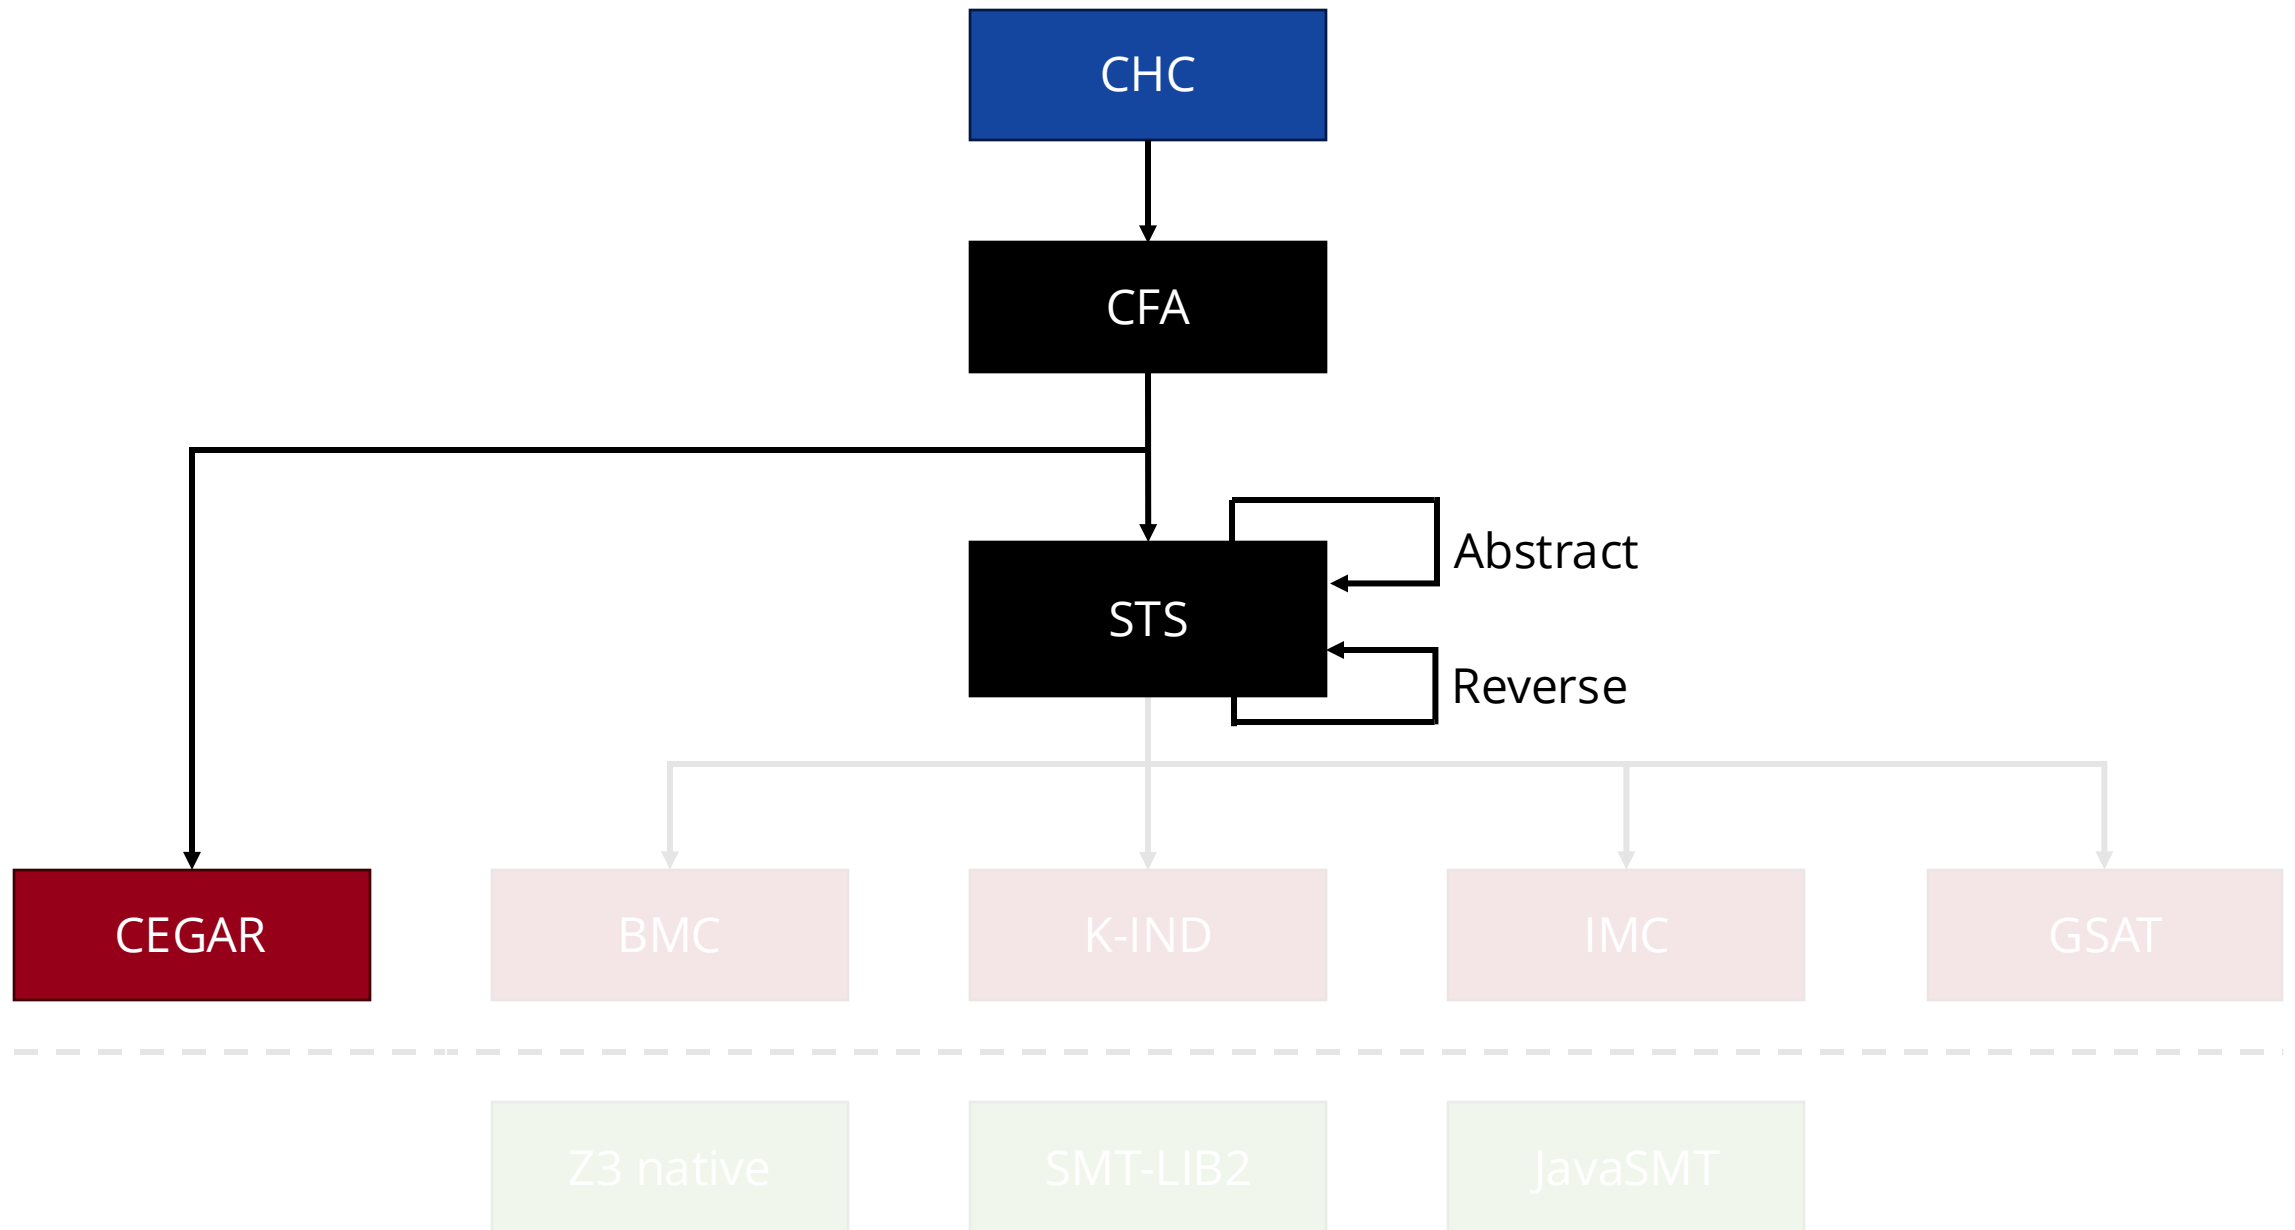 CHC
CFA
Abstract
STS
Reverse
CEGAR
BMC
K-IND
IMC
GSAT
Z3 native
SMT-LIB2
JavaSMT